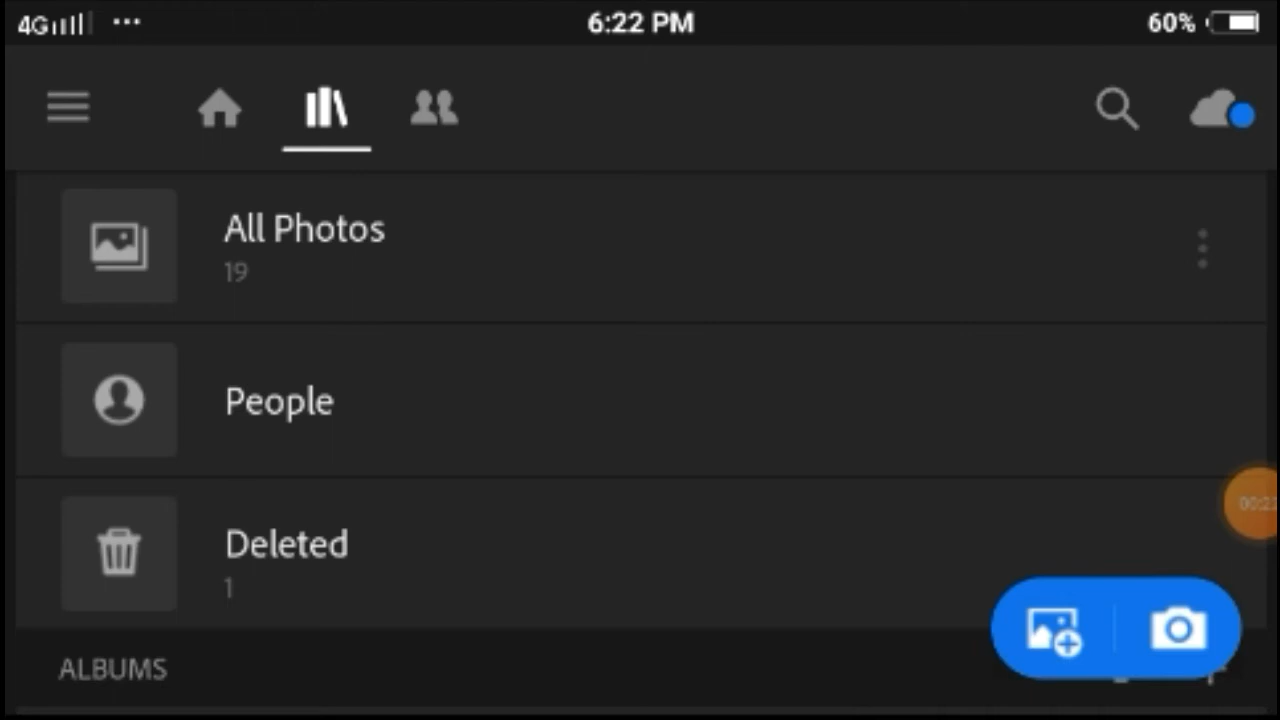 4G 6:22 PM 60%
All Photos
19
People
Deleted
1
ALBUMS